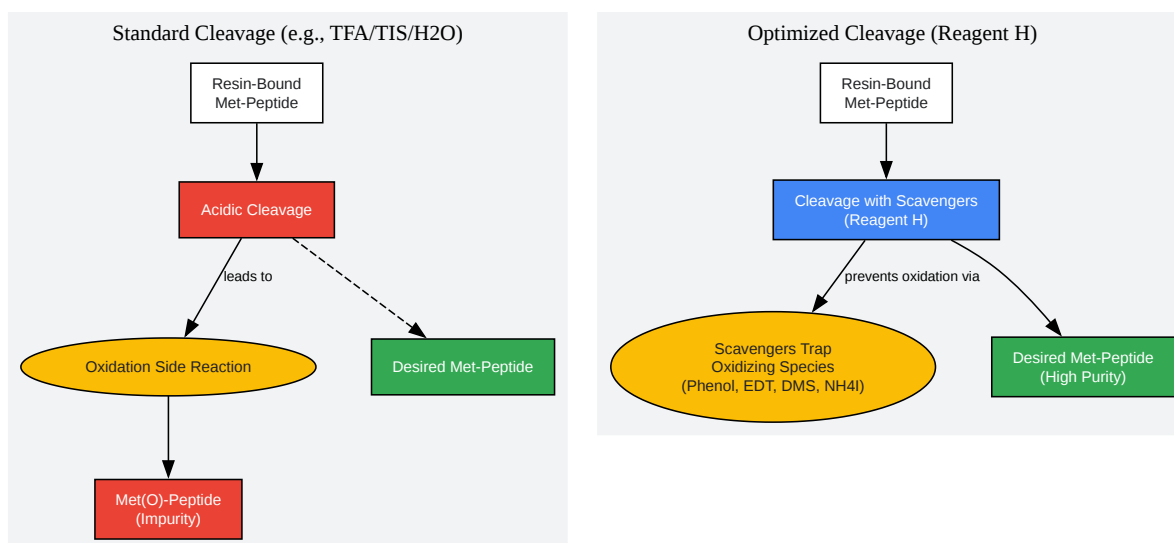 Standard Cleavage (e.g., TFA/TIS/H2O)
Resin-Bound
Met-Peptide
Acidic Cleavage
leads to
Oxidation Side Reaction
Desired Met-Peptide
Met(O)-Peptide
(Impurity)
Optimized Cleavage (Reagent H)
Resin-Bound
Met-Peptide
Cleavage with Scavengers
(Reagent H)
prevents oxidation via
Scavengers Trap
Oxidizing Species
(Phenol, EDT, DMS, NH4I)
Desired Met-Peptide
(High Purity)